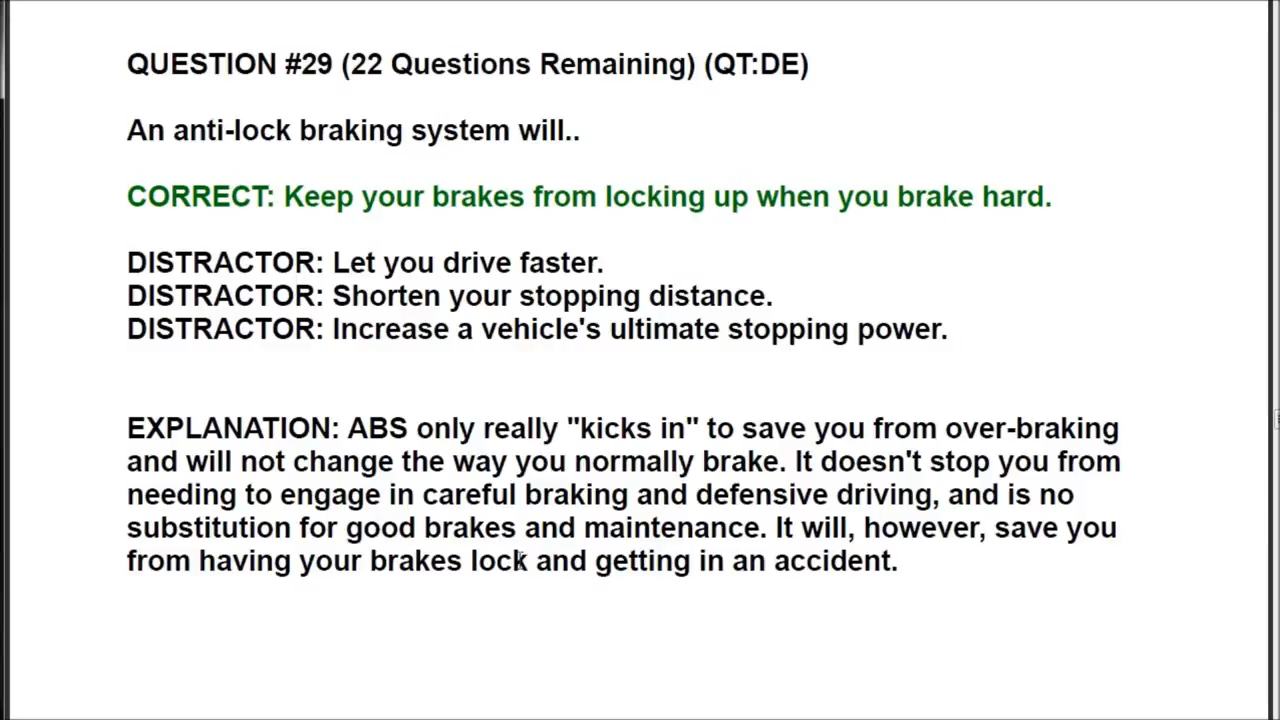 QUESTION #29 (22 Questions Remaining) (QT:DE)
An anti-lock braking system will..
CORRECT: Keep your brakes from locking up when you brake hard.
DISTRACTOR: Let you drive faster.
DISTRACTOR: Shorten your stopping distance.
DISTRACTOR: Increase a vehicle's ultimate stopping power.
EXPLANATION: ABS only really "kicks in" to save you from over-braking
and will not change the way you normally brake. It doesn't stop you from
needing to engage in careful braking and defensive driving, and is no
substitution for good brakes and maintenance. It will, however, save you
from having your brakes lock and getting in an accident.